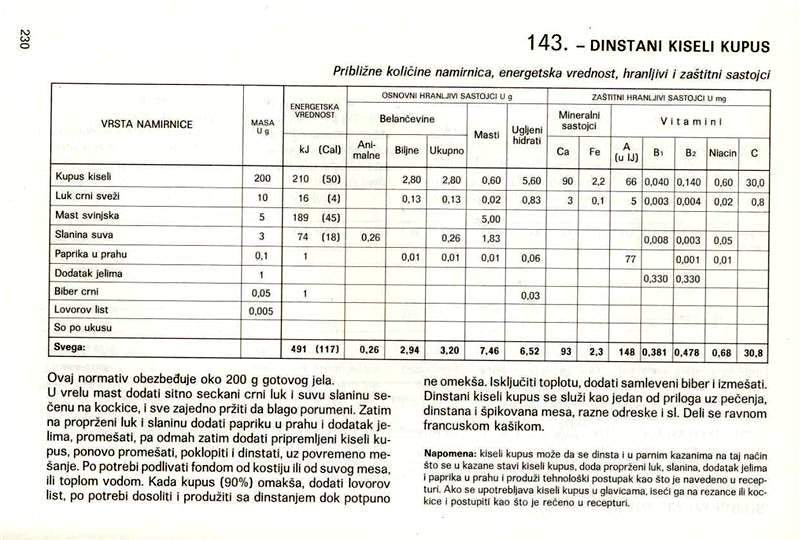 230
143. – DINSTANI KISELI KUPUS
Približne količine namirnica, energetska vrednost, hranljivi i zaštitni sastojci
VRSTA NAMIRNICE
MASA U g
ENERGETSKA VREDNOST
OSNOVNI HRANLJIVI SASTOJCI U g
ZAŠTITNI HRANLJIVI SASTOJCI U mg
Belančevine
Masti
Ugljeni hidrati
Mineralni sastojci
Vitamini
kJ (Cal)
Ani-malne
Biljne
Ukupno
Ca
Fe
A (u IJ)
B1
B2
Niacin
C
Kupus kiseli 200 210 (50) 2,80 2,80 0,60 5,60 90 2,2 66 0,040 0,140 0,60 30,0
Luk crni sveži 10 16 (4) 0,13 0,13 0,02 0,83 3 0,1 5 0,003 0,004 0,02 0,8
Mast svinjska 5 189 (45) 5,00
Slanina suva 3 74 (18) 0,26 0,26 1,83 0,008 0,003 0,05
Paprika u prahu 0,1 1 0,01 0,01 0,01 0,06 77 0,001 0,01
Dodatak jelima 1 0,330 0,330
Biber crni 0,05 1 0,03
Lovorov list 0,005
So po ukusu
Svega: 491 (117) 0,26 2,94 3,20 7,46 6,52 93 2,3 148 0,381 0,478 0,68 30,8
Ovaj normativ obezbeđuje oko 200 g gotovog jela.
U vrelu mast dodati sitno seckani crni luk i suvu slaninu se-
čenu na kockice, i sve zajedno pržiti da blago porumeni. Zatim
na proprženi luk i slaninu dodati papriku u prahu i dodatak je-
lima, promešati, pa odmah zatim dodati pripremljeni kiseli ku-
pus, ponovo promešati, poklopiti i dinstati, uz povremeno me-
šanje. Po potrebi podlivati fondom od kostiju ili od suvog mesa,
ili toplom vodom. Kada kupus (90%) omakša, dodati lovorov
list, po potrebi dosoliti i produžiti sa dinstanjem dok potpuno
ne omekša. Isključiti toplotu, dodati samleveni biber i izmešati.
Dinstani kiseli kupus se služi kao jedan od priloga uz pečenja,
dinstana i špikovana mesa, razne odreske i sl. Deli se ravnom
francuskom kašikom.
Napomena: kiseli kupus može da se dinsta i u parnim kazanima na taj način
što se u kazane stavi kiseli kupus, doda proprženi luk, slanina, dodatak jelima
i paprika u prahu i produži tehnološki postupak kao što je navedeno u recep-
turi. Ako se upotrebljava kiseli kupus u glavicama, iseći ga na rezance ili koc-
kice i postupiti kao što je rečeno u recepturi.